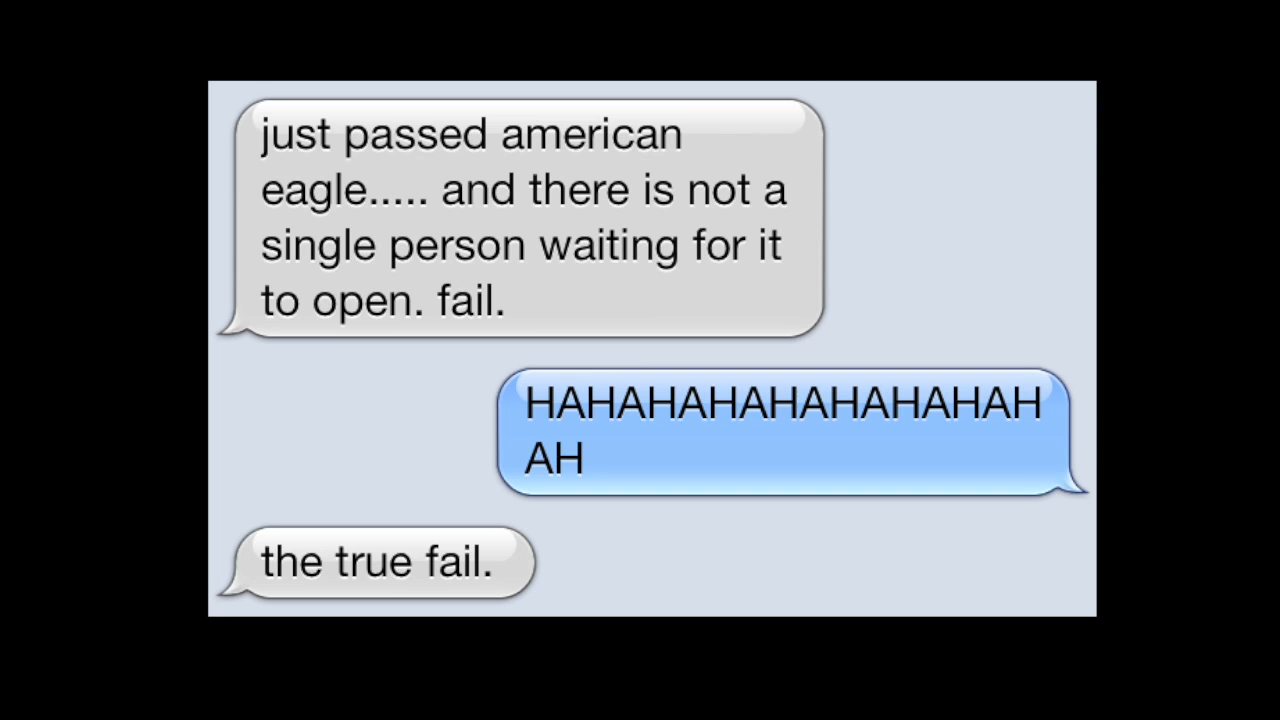 just passed american
eagle..... and there is not a
single person waiting for it
to open. fail.
HAHAHAHAHAHAHAHAH
AH
the true fail.